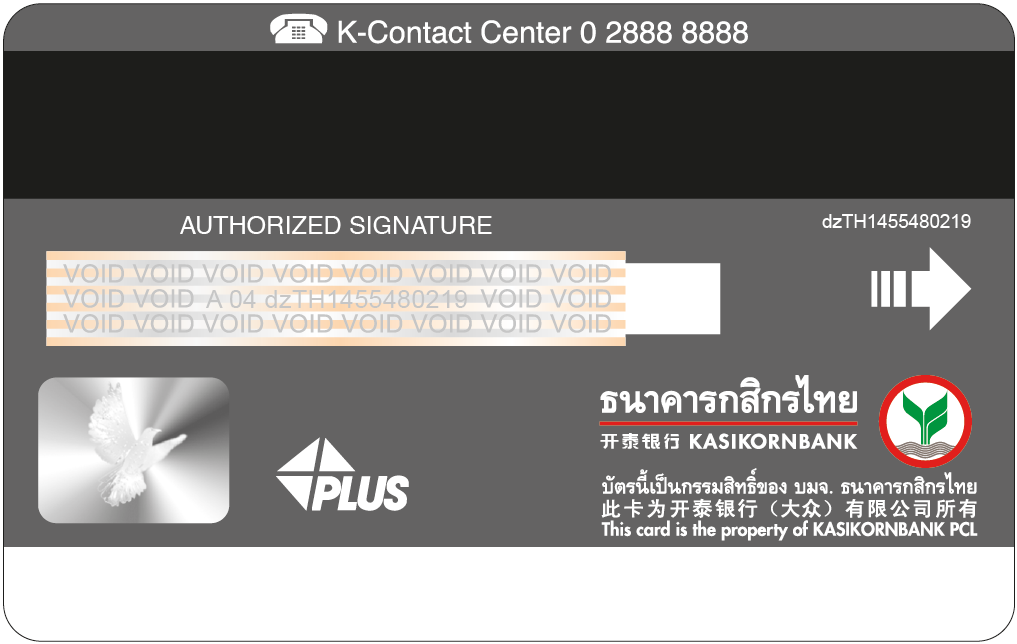 K-Contact Center 0 2888 8888
AUTHORIZED SIGNATURE
dzTH1455480219
VOID VOID VOID VOID VOID VOID VOID VOID
VOID VOID A 04 dzTH1455480219 VOID VOID
VOID VOID VOID VOID VOID VOID VOID VOID
ธนาคารกสิกรไทย
开泰银行 KASIKORNBANK
PLUS
บัตรนี้เป็นกรรมสิทธิ์ของ บมจ. ธนาคารกสิกรไทย
此卡为开泰银行（大众）有限公司所有
This card is the property of KASIKORNBANK PCL